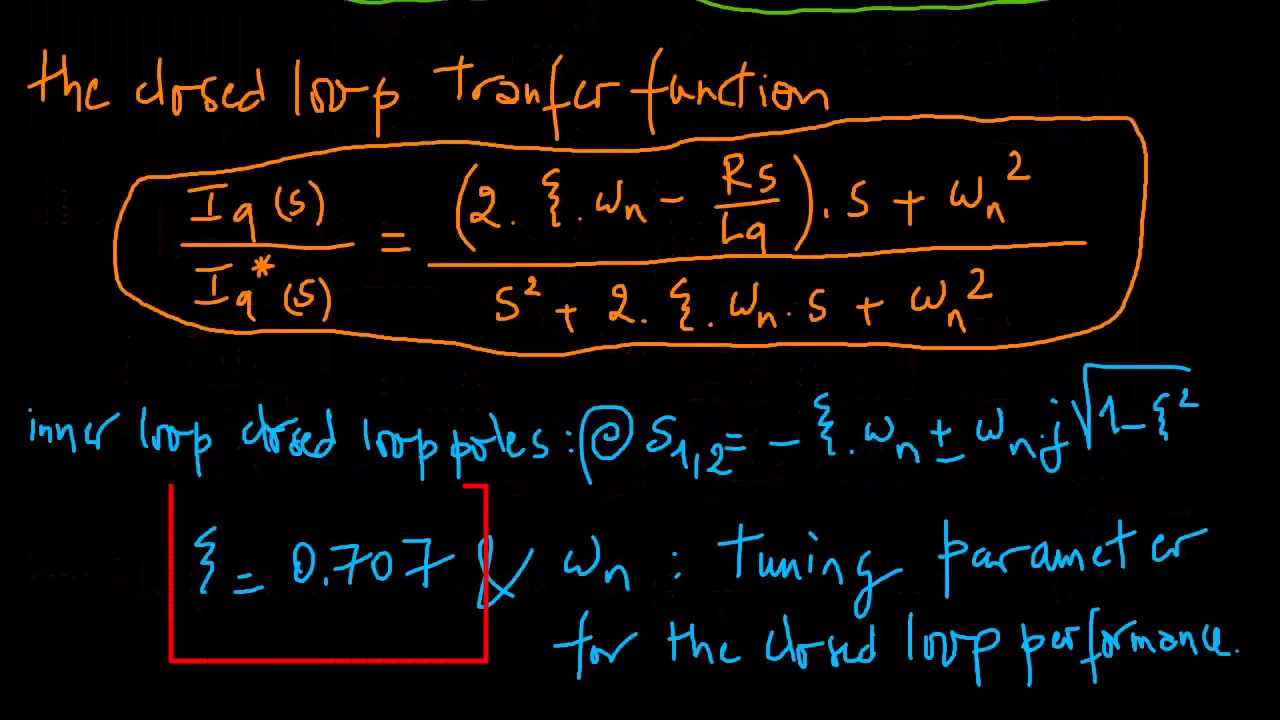 the closed loop Tranfer function
Iq(s) / Iq*(s) = ((2. ξ. ωn - Rs/Lq). s + ωn²) / (s² + 2. ξ. ωn. s + ωn²)
inner loop closed loop poles : @ s1,2 = - ξ. ωn ± ωn.j √1-ξ²
ξ = 0.707 & ωn : Tuning parameter
for the closed loop performance.